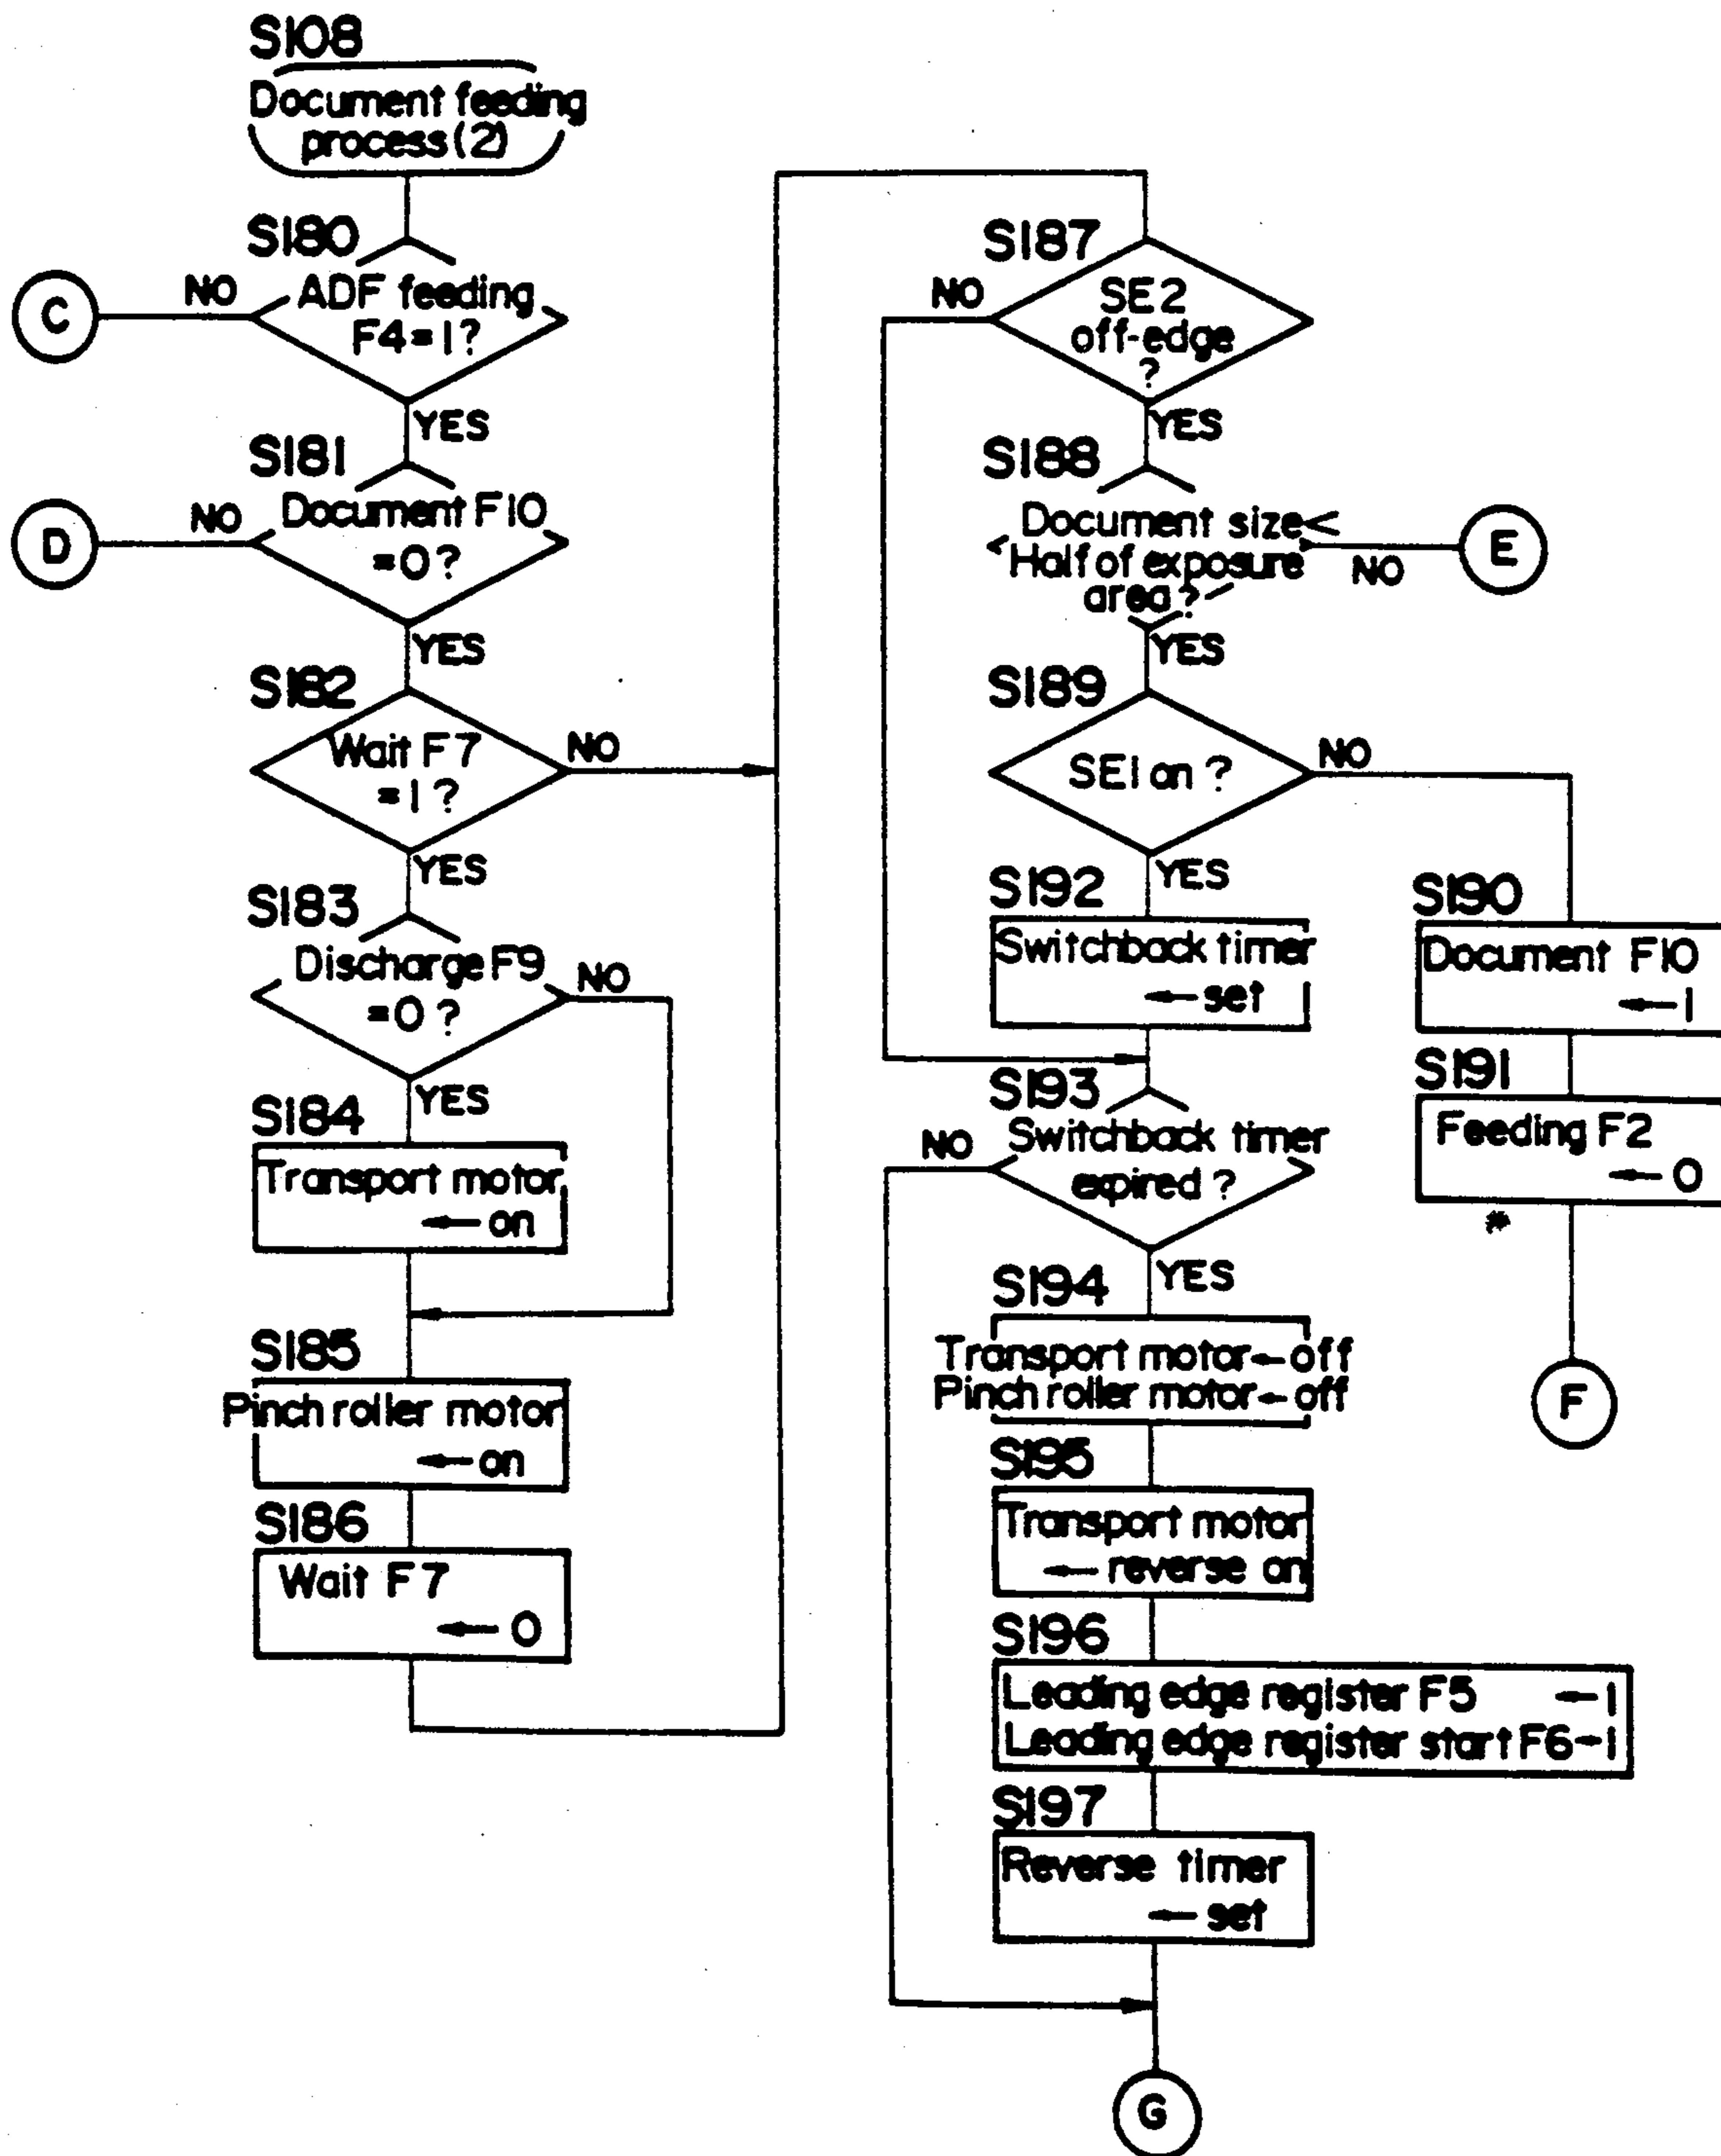 S108
Document feeding
process(2)
S180
ADF feeding
F4=1?
NO
C
YES
S181
Document F10
=0?
NO
D
YES
S182
Wait F7
=1?
NO
YES
S183
Discharge F9
=0?
NO
YES
S184
Transport motor
←on
S185
Pinch roller motor
←on
S186
Wait F7
←0
S187
SE2
off-edge
?
NO
YES
S188
Document size<
Half of exposure
area?
NO
E
YES
S189
SE1 on?
NO
YES
S190
Document F10
←1
S191
Feeding F2
←0
*
F
S192
Switchback timer
←set
S193
Switchback timer
expired?
NO
YES
S194
Transport motor←off
Pinch roller motor←off
S195
Transport motor
←reverse on
S196
Leading edge register F5 ←1
Leading edge register start F6←1
S197
Reverse timer
←set
G